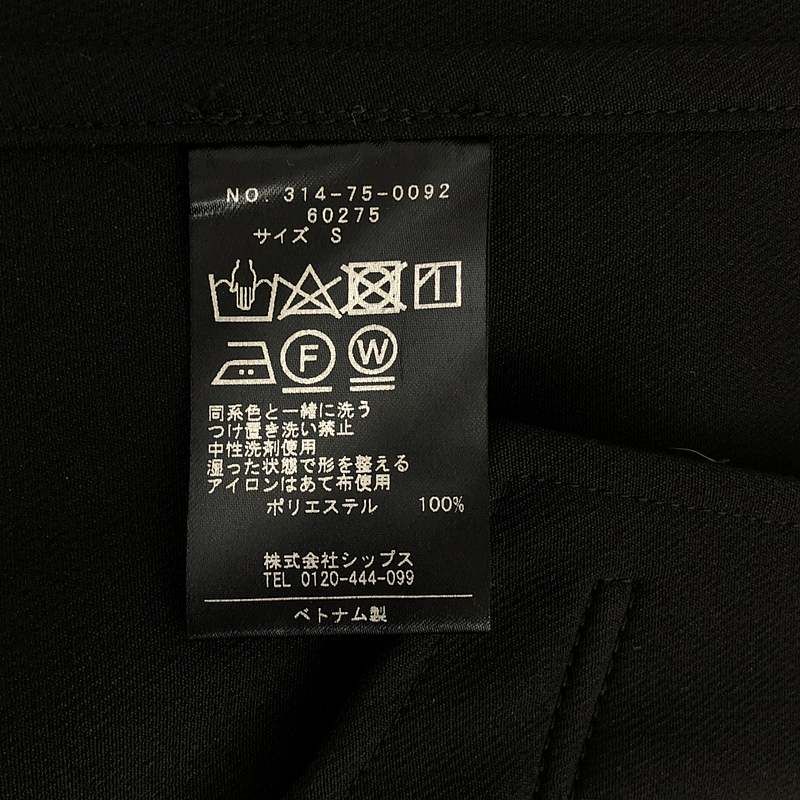 NO. 314-75-0092
60275
サイズ S
F W
同系色と一緒に洗う
つけ置き洗い禁止
中性洗剤使用
湿った状態で形を整える
アイロンはあて布使用
ポリエステル 100%
株式会社シップス
TEL 0120-444-099
ベトナム製